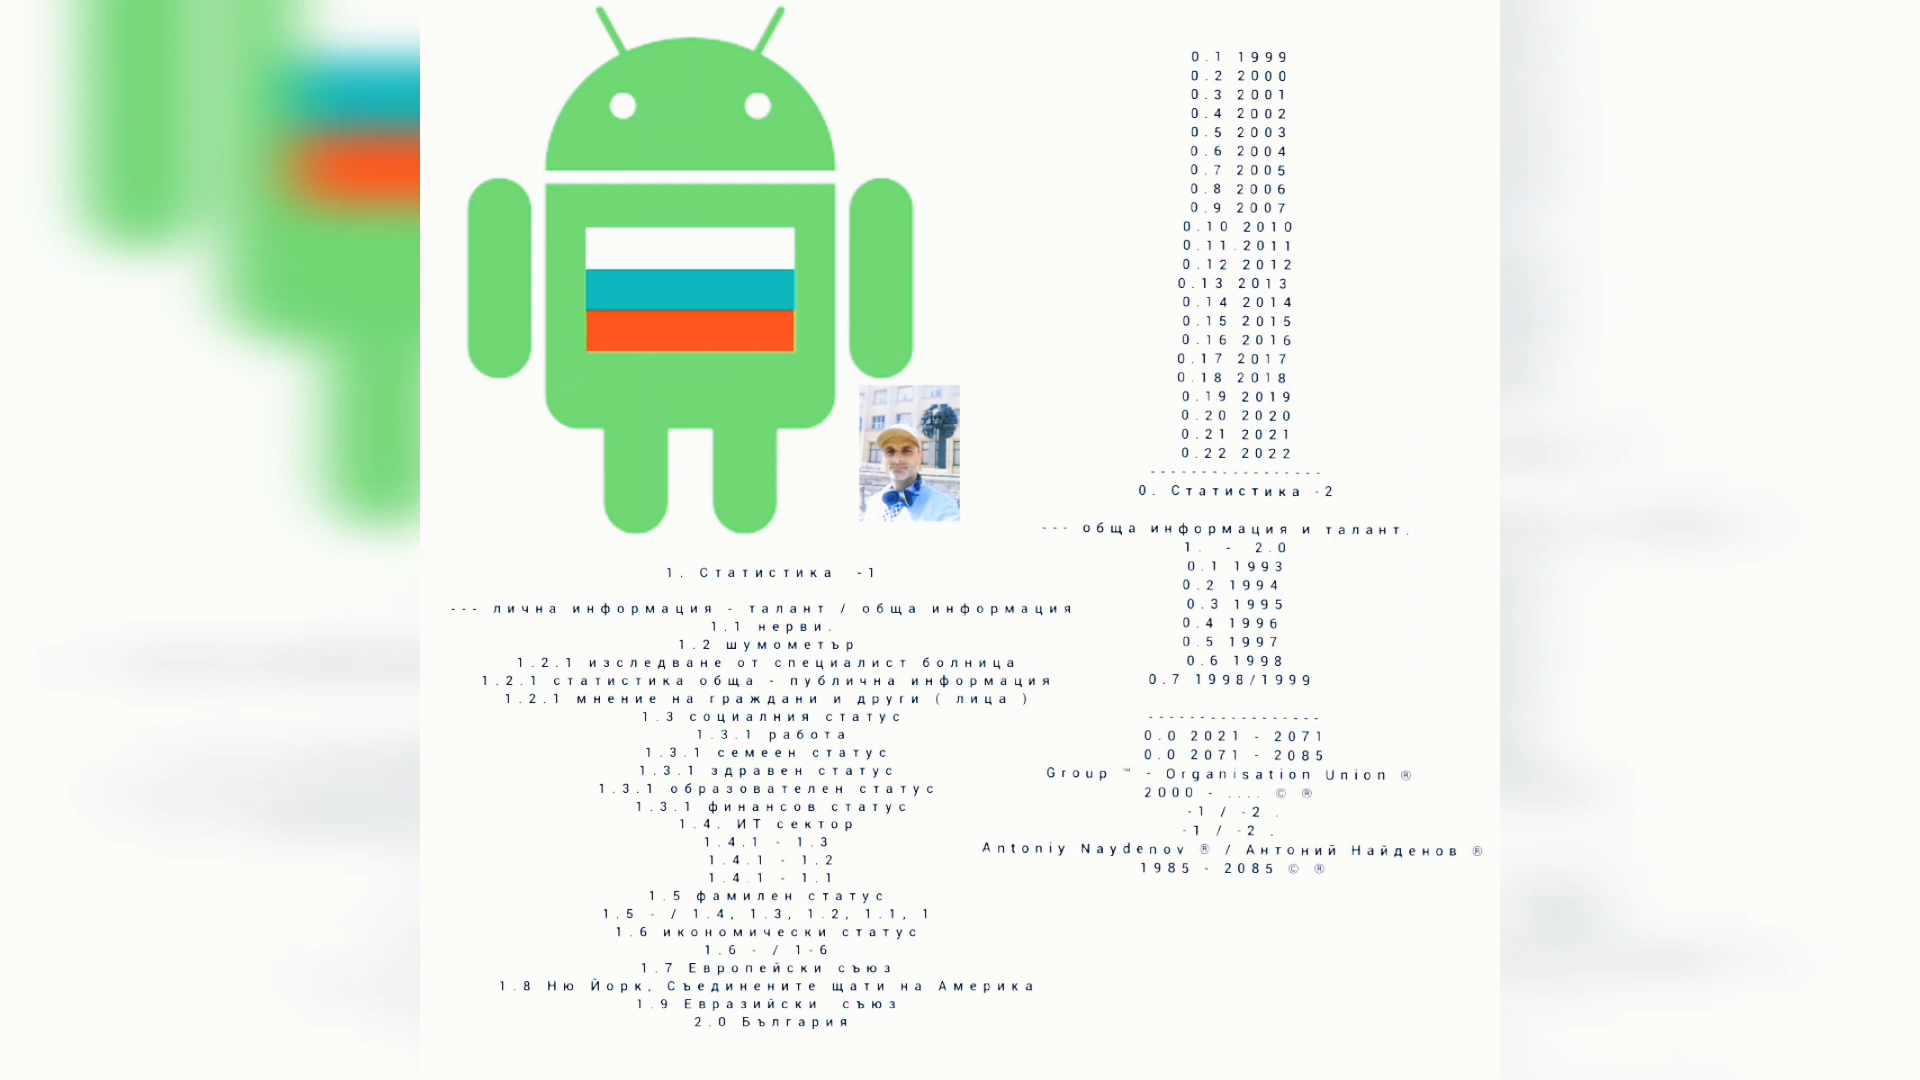 1. Статистика -1
--- лична информация - талант / обща информация
1.1 нерви.
1.2 шумометър
1.2.1 изследване от специалист болница
1.2.1 статистика обща - публична информация
1.2.1 мнение на граждани и други ( лица )
1.3 социалния статус
1.3.1 работа
1.3.1 семеен статус
1.3.1 здравен статус
1.3.1 образователен статус
1.3.1 финансов статус
1.4. ИТ сектор
1.4.1 - 1.3
1.4.1 - 1.2
1.4.1 - 1.1
1.5 фамилен статус
1.5 - / 1.4, 1.3, 1.2, 1.1, 1
1.6 икономически статус
1.6 - / 1-6
1.7 Европейски съюз
1.8 Ню Йорк, Съединените щати на Америка
1.9 Евразийски съюз
2.0 България
0.1 1999
0.2 2000
0.3 2001
0.4 2002
0.5 2003
0.6 2004
0.7 2005
0.8 2006
0.9 2007
0.10 2010
0.11.2011
0.12 2012
0.13 2013
0.14 2014
0.15 2015
0.16 2016
0.17 2017
0.18 2018
0.19 2019
0.20 2020
0.21 2021
0.22 2022
-----------------
0. Статистика -2
--- обща информация и талант.
1. - 2.0
0.1 1993
0.2 1994
0.3 1995
0.4 1996
0.5 1997
0.6 1998
0.7 1998/1999
-----------------
0.0 2021 - 2071
0.0 2071 - 2085
Group ™ - Organisation Union ®
2000 - .... © ®
-1 / -2 .
-1 / -2 .
Antoniy Naydenov ® / Антоний Найденов ®
1985 - 2085 © ®